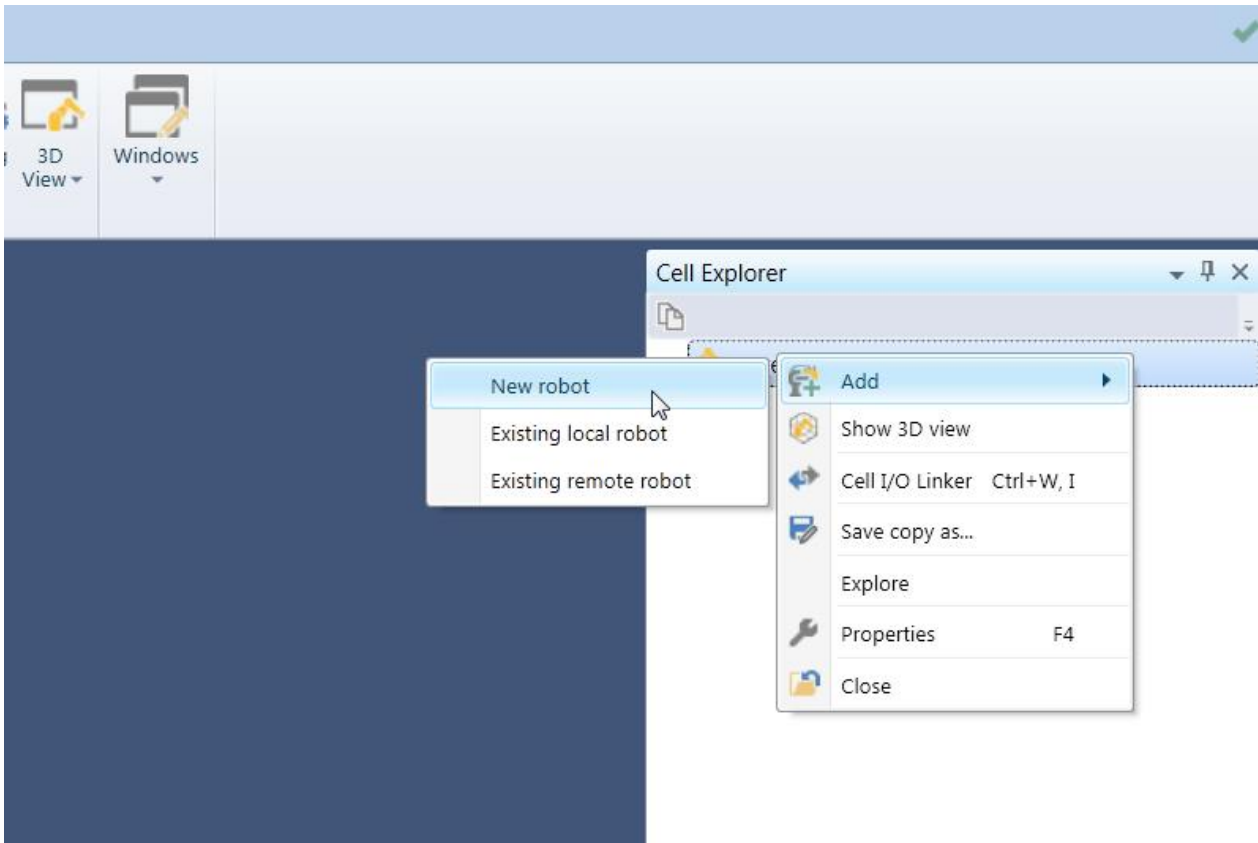 3D
View
Windows
Cell Explorer
New robot
Existing local robot
Existing remote robot
Add
Show 3D view
Cell I/O Linker Ctrl+W, I
Save copy as...
Explore
Properties F4
Close